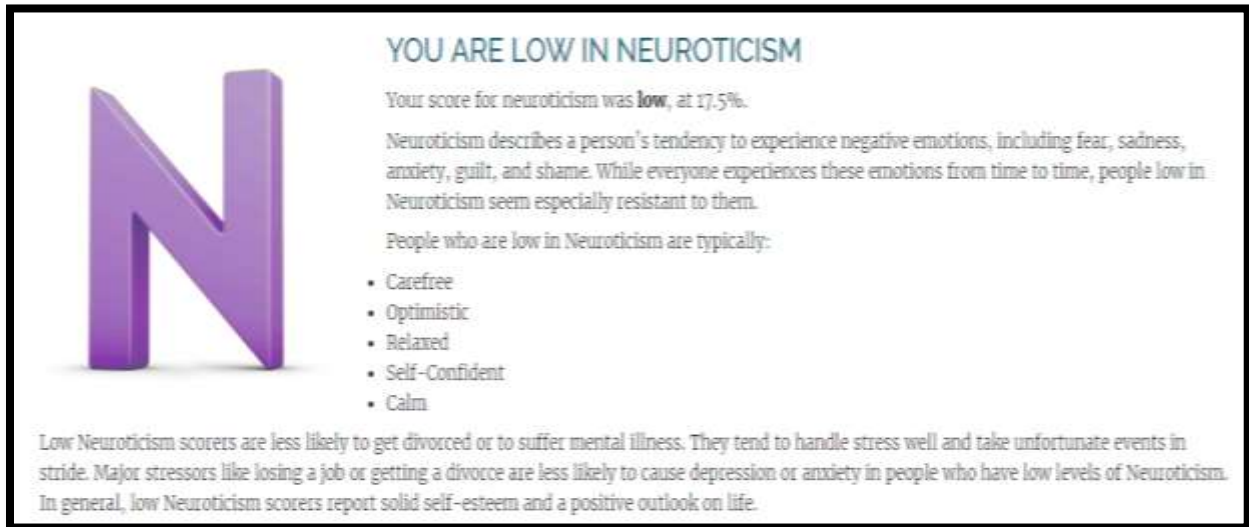 N
YOU ARE LOW IN NEUROTICISM
Your score for neuroticism was low, at 17.5%.
Neuroticism describes a person's tendency to experience negative emotions, including fear, sadness,
anxiety, guilt, and shame. While everyone experiences these emotions from time to time, people low in
Neuroticism seem especially resistant to them.
People who are low in Neuroticism are typically:
• Carefree
• Optimistic
• Relaxed
• Self-Confident
• Calm
Low Neuroticism scorers are less likely to get divorced or to suffer mental illness. They tend to handle stress well and take unfortunate events in
stride. Major stressors like losing a job or getting a divorce are less likely to cause depression or anxiety in people who have low levels of Neuroticism.
In general, low Neuroticism scorers report solid self-esteem and a positive outlook on life.